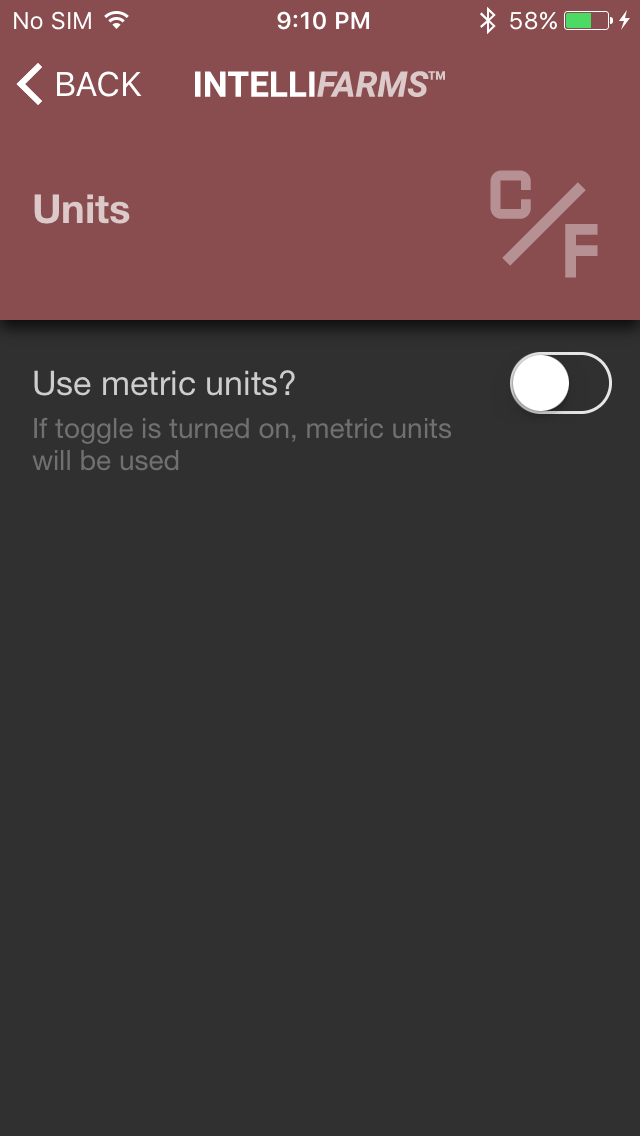 No SIM 9:10 PM 58%
BACK INTELLIFARMS™
Units
C/F
Use metric units?
If toggle is turned on, metric units
will be used